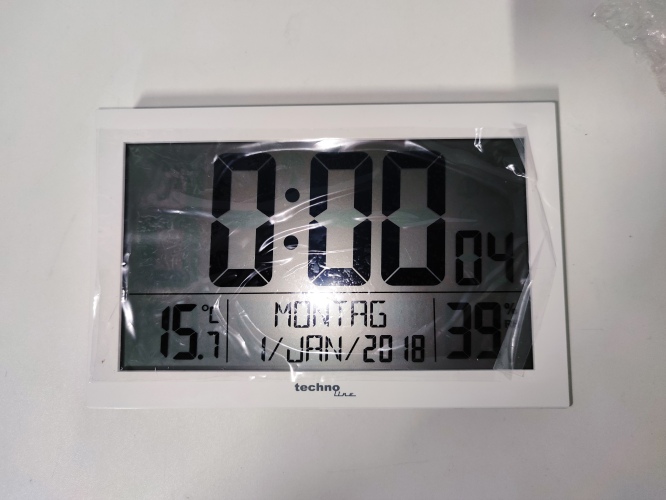 0:00 04
15.7 °C
MONTAG
1/JAN/2018
39 %
techno
line